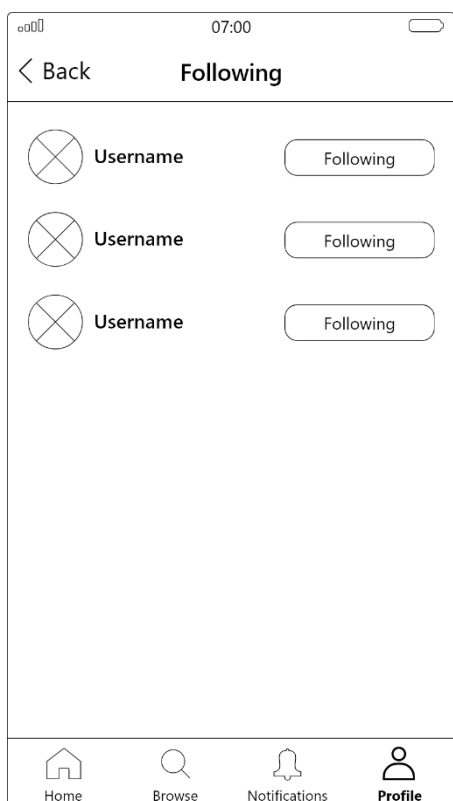 07:00
Back Following
Username Following
Username Following
Username Following
Home Browse Notifications Profile